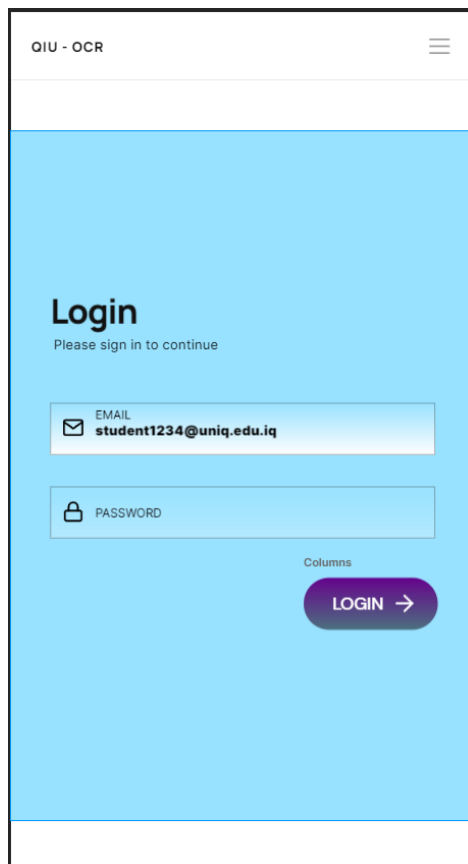 QIU - OCR
Login
Please sign in to continue
EMAIL
student1234@uniq.edu.iq
PASSWORD
Columns
LOGIN